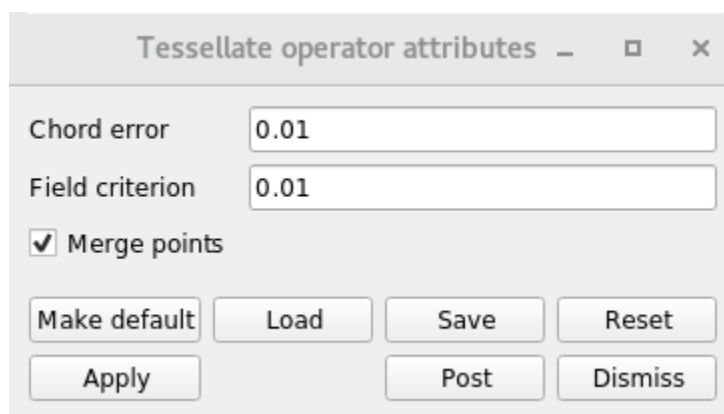 Tessellate operator attributes
Chord error 0.01
Field criterion 0.01
Merge points
Make default Load Save Reset
Apply Post Dismiss